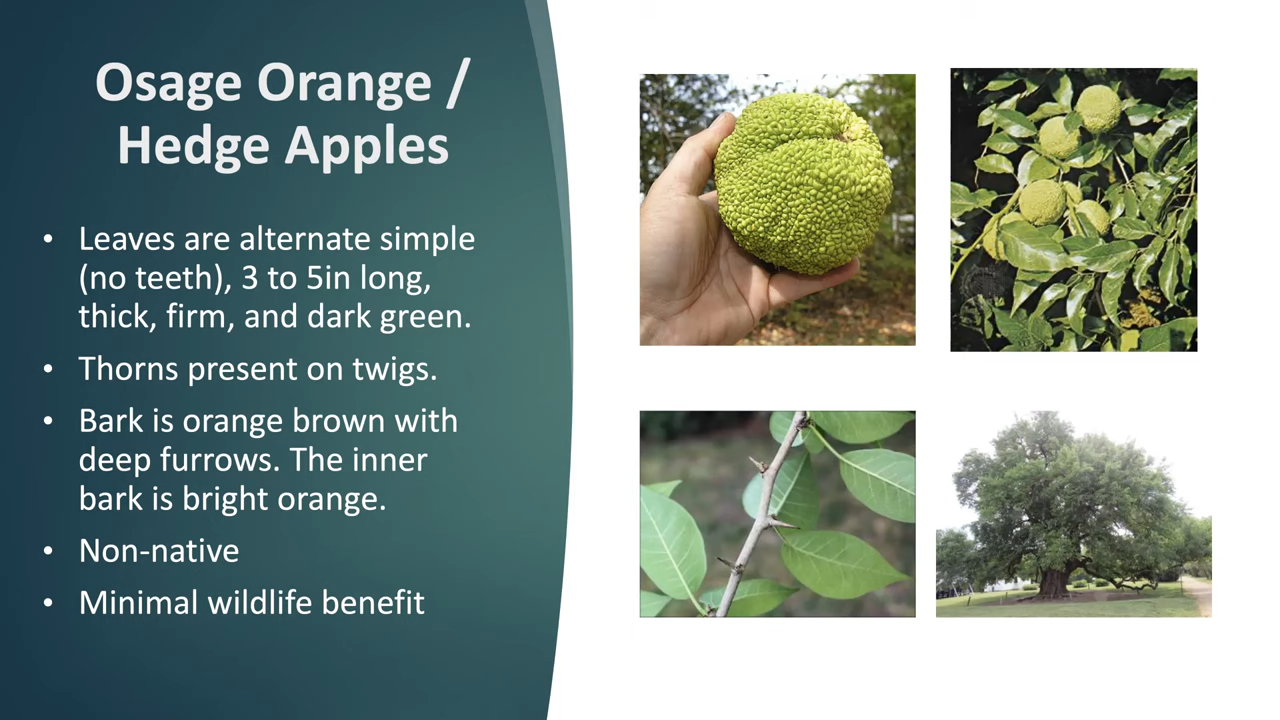 Osage Orange /
Hedge Apples
• Leaves are alternate simple
(no teeth), 3 to 5in long,
thick, firm, and dark green.
• Thorns present on twigs.
• Bark is orange brown with
deep furrows. The inner
bark is bright orange.
• Non-native
• Minimal wildlife benefit